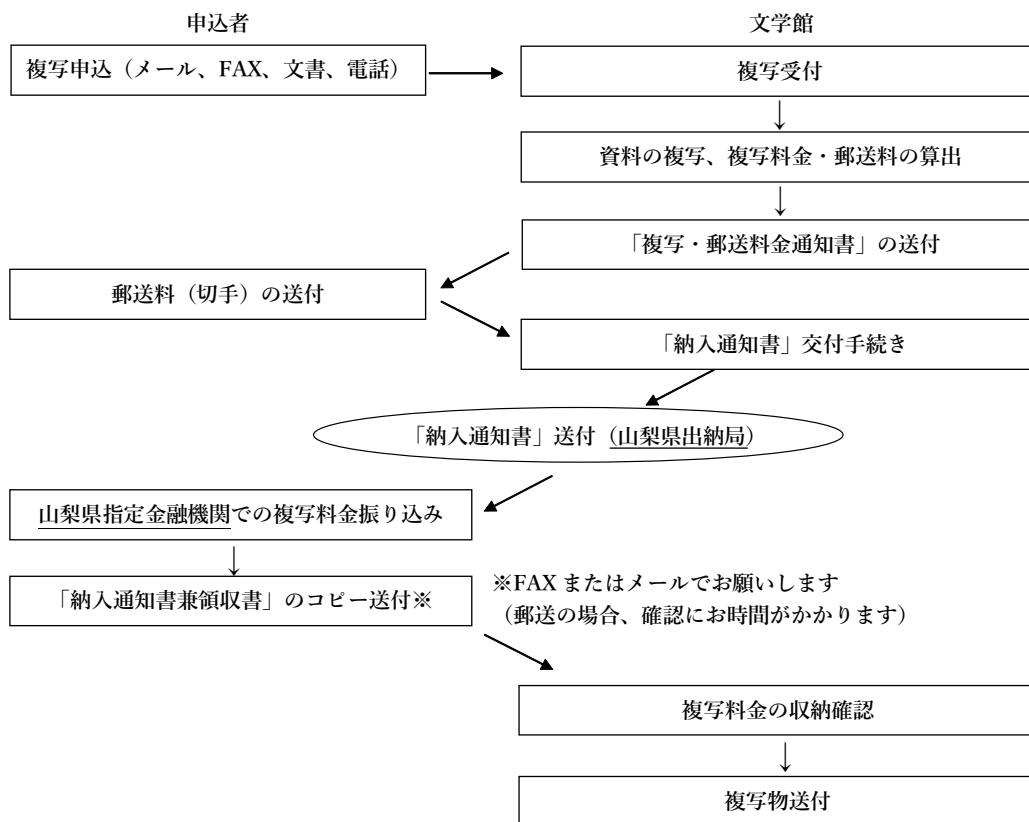 申込者
文学館
複写申込（メール、FAX、文書、電話）
複写受付
資料の複写、複写料金・郵送料の算出
「複写・郵送料金通知書」の送付
郵送料（切手）の送付
「納入通知書」交付手続き
「納入通知書」送付（山梨県出納局）
山梨県指定金融機関での複写料金振り込み
「納入通知書兼領収書」のコピー送付※
※FAX またはメールでお願いします
（郵送の場合、確認にお時間がかかります）
複写料金の収納確認
複写物送付